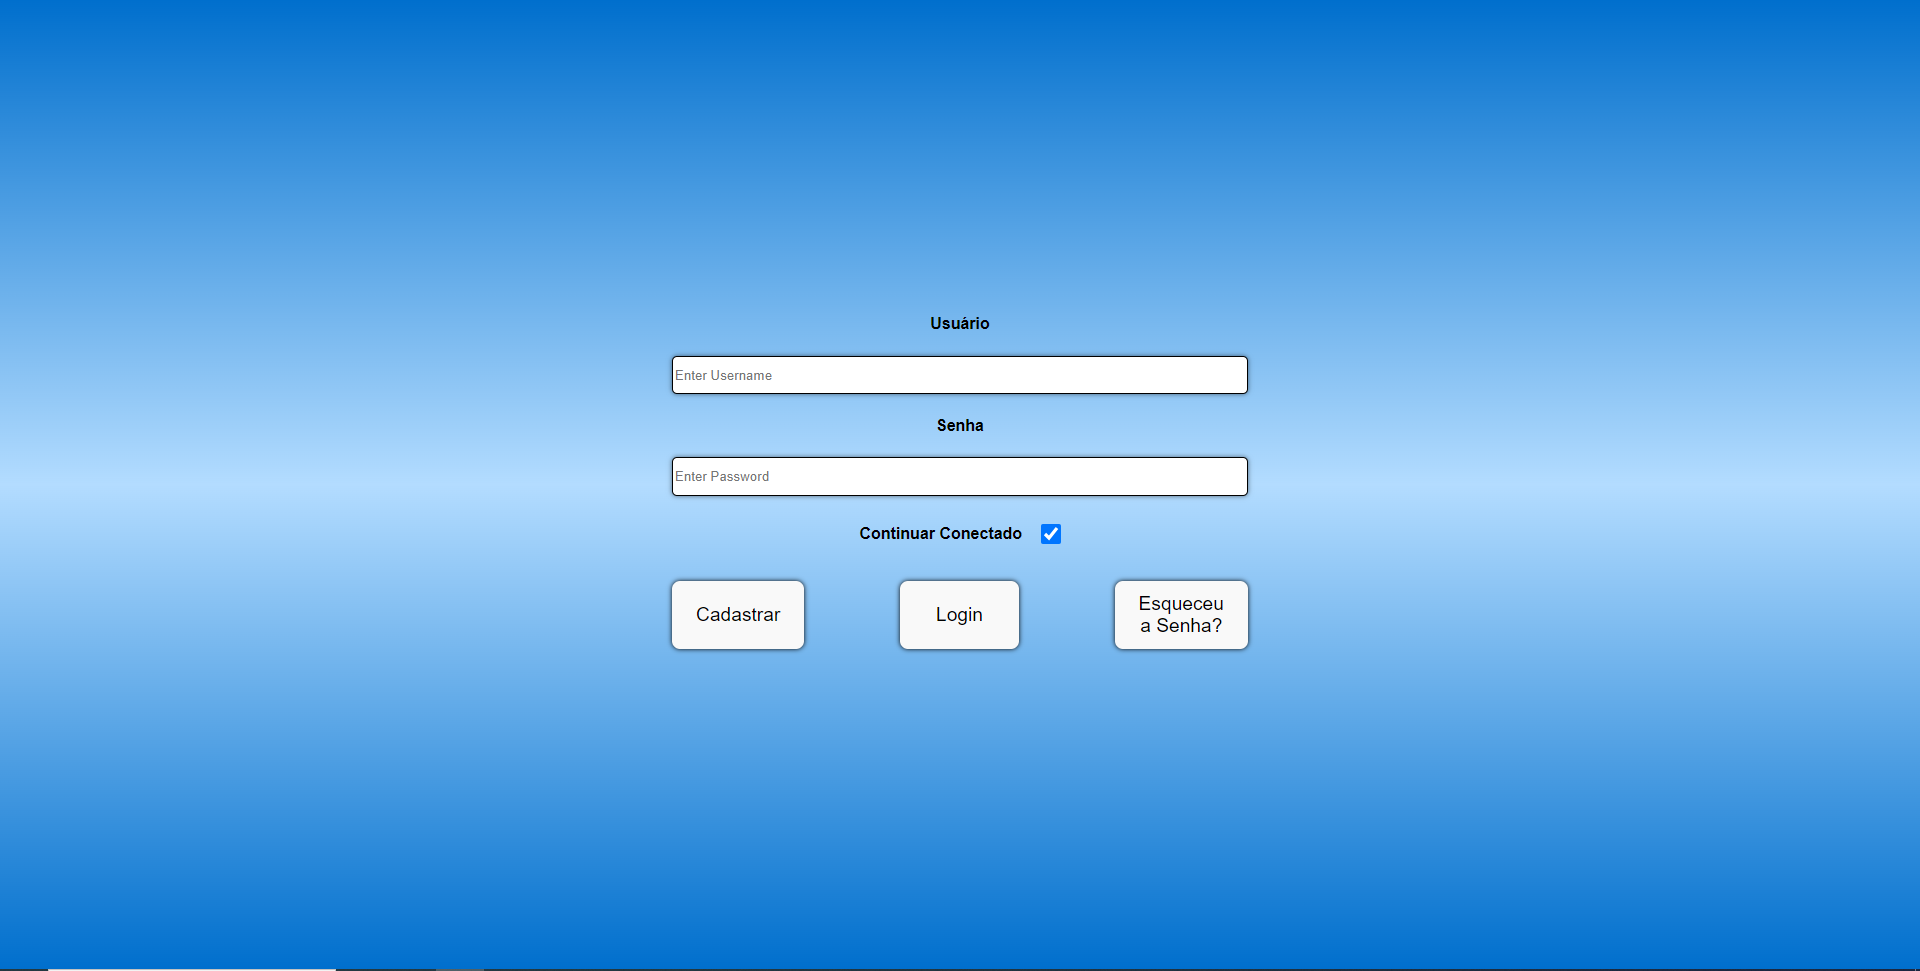 Usuário
Enter Username
Senha
Enter Password
Continuar Conectado
Cadastrar
Login
Esqueceu
a Senha?